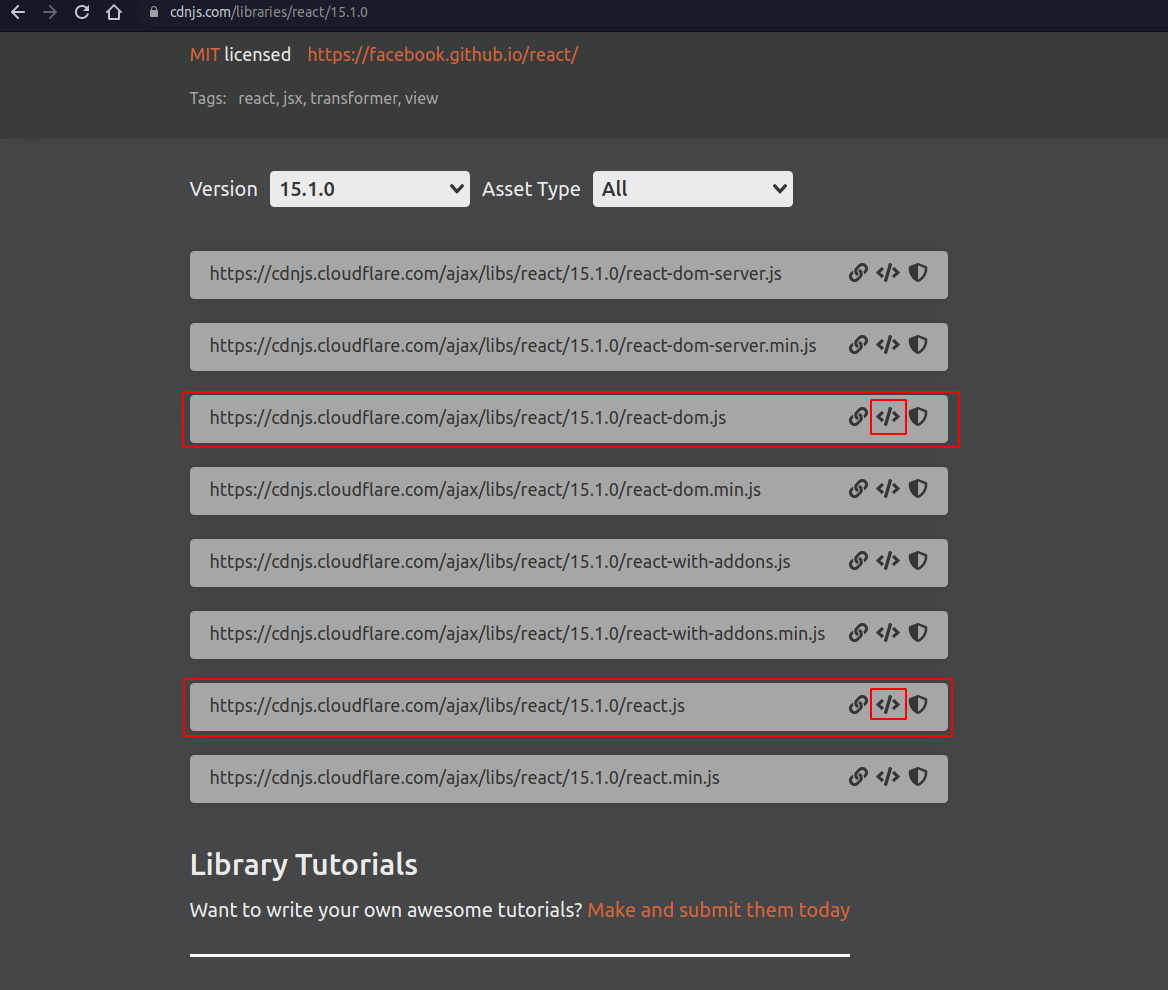 cdnjs.com/libraries/react/15.1.0
MIT licensed https://facebook.github.io/react/
Tags: react, jsx, transformer, view
Version 15.1.0 Asset Type All
https://cdnjs.cloudflare.com/ajax/libs/react/15.1.0/react-dom-server.js
https://cdnjs.cloudflare.com/ajax/libs/react/15.1.0/react-dom-server.min.js
https://cdnjs.cloudflare.com/ajax/libs/react/15.1.0/react-dom.js
https://cdnjs.cloudflare.com/ajax/libs/react/15.1.0/react-dom.min.js
https://cdnjs.cloudflare.com/ajax/libs/react/15.1.0/react-with-addons.js
https://cdnjs.cloudflare.com/ajax/libs/react/15.1.0/react-with-addons.min.js
https://cdnjs.cloudflare.com/ajax/libs/react/15.1.0/react.js
https://cdnjs.cloudflare.com/ajax/libs/react/15.1.0/react.min.js
Library Tutorials
Want to write your own awesome tutorials? Make and submit them today